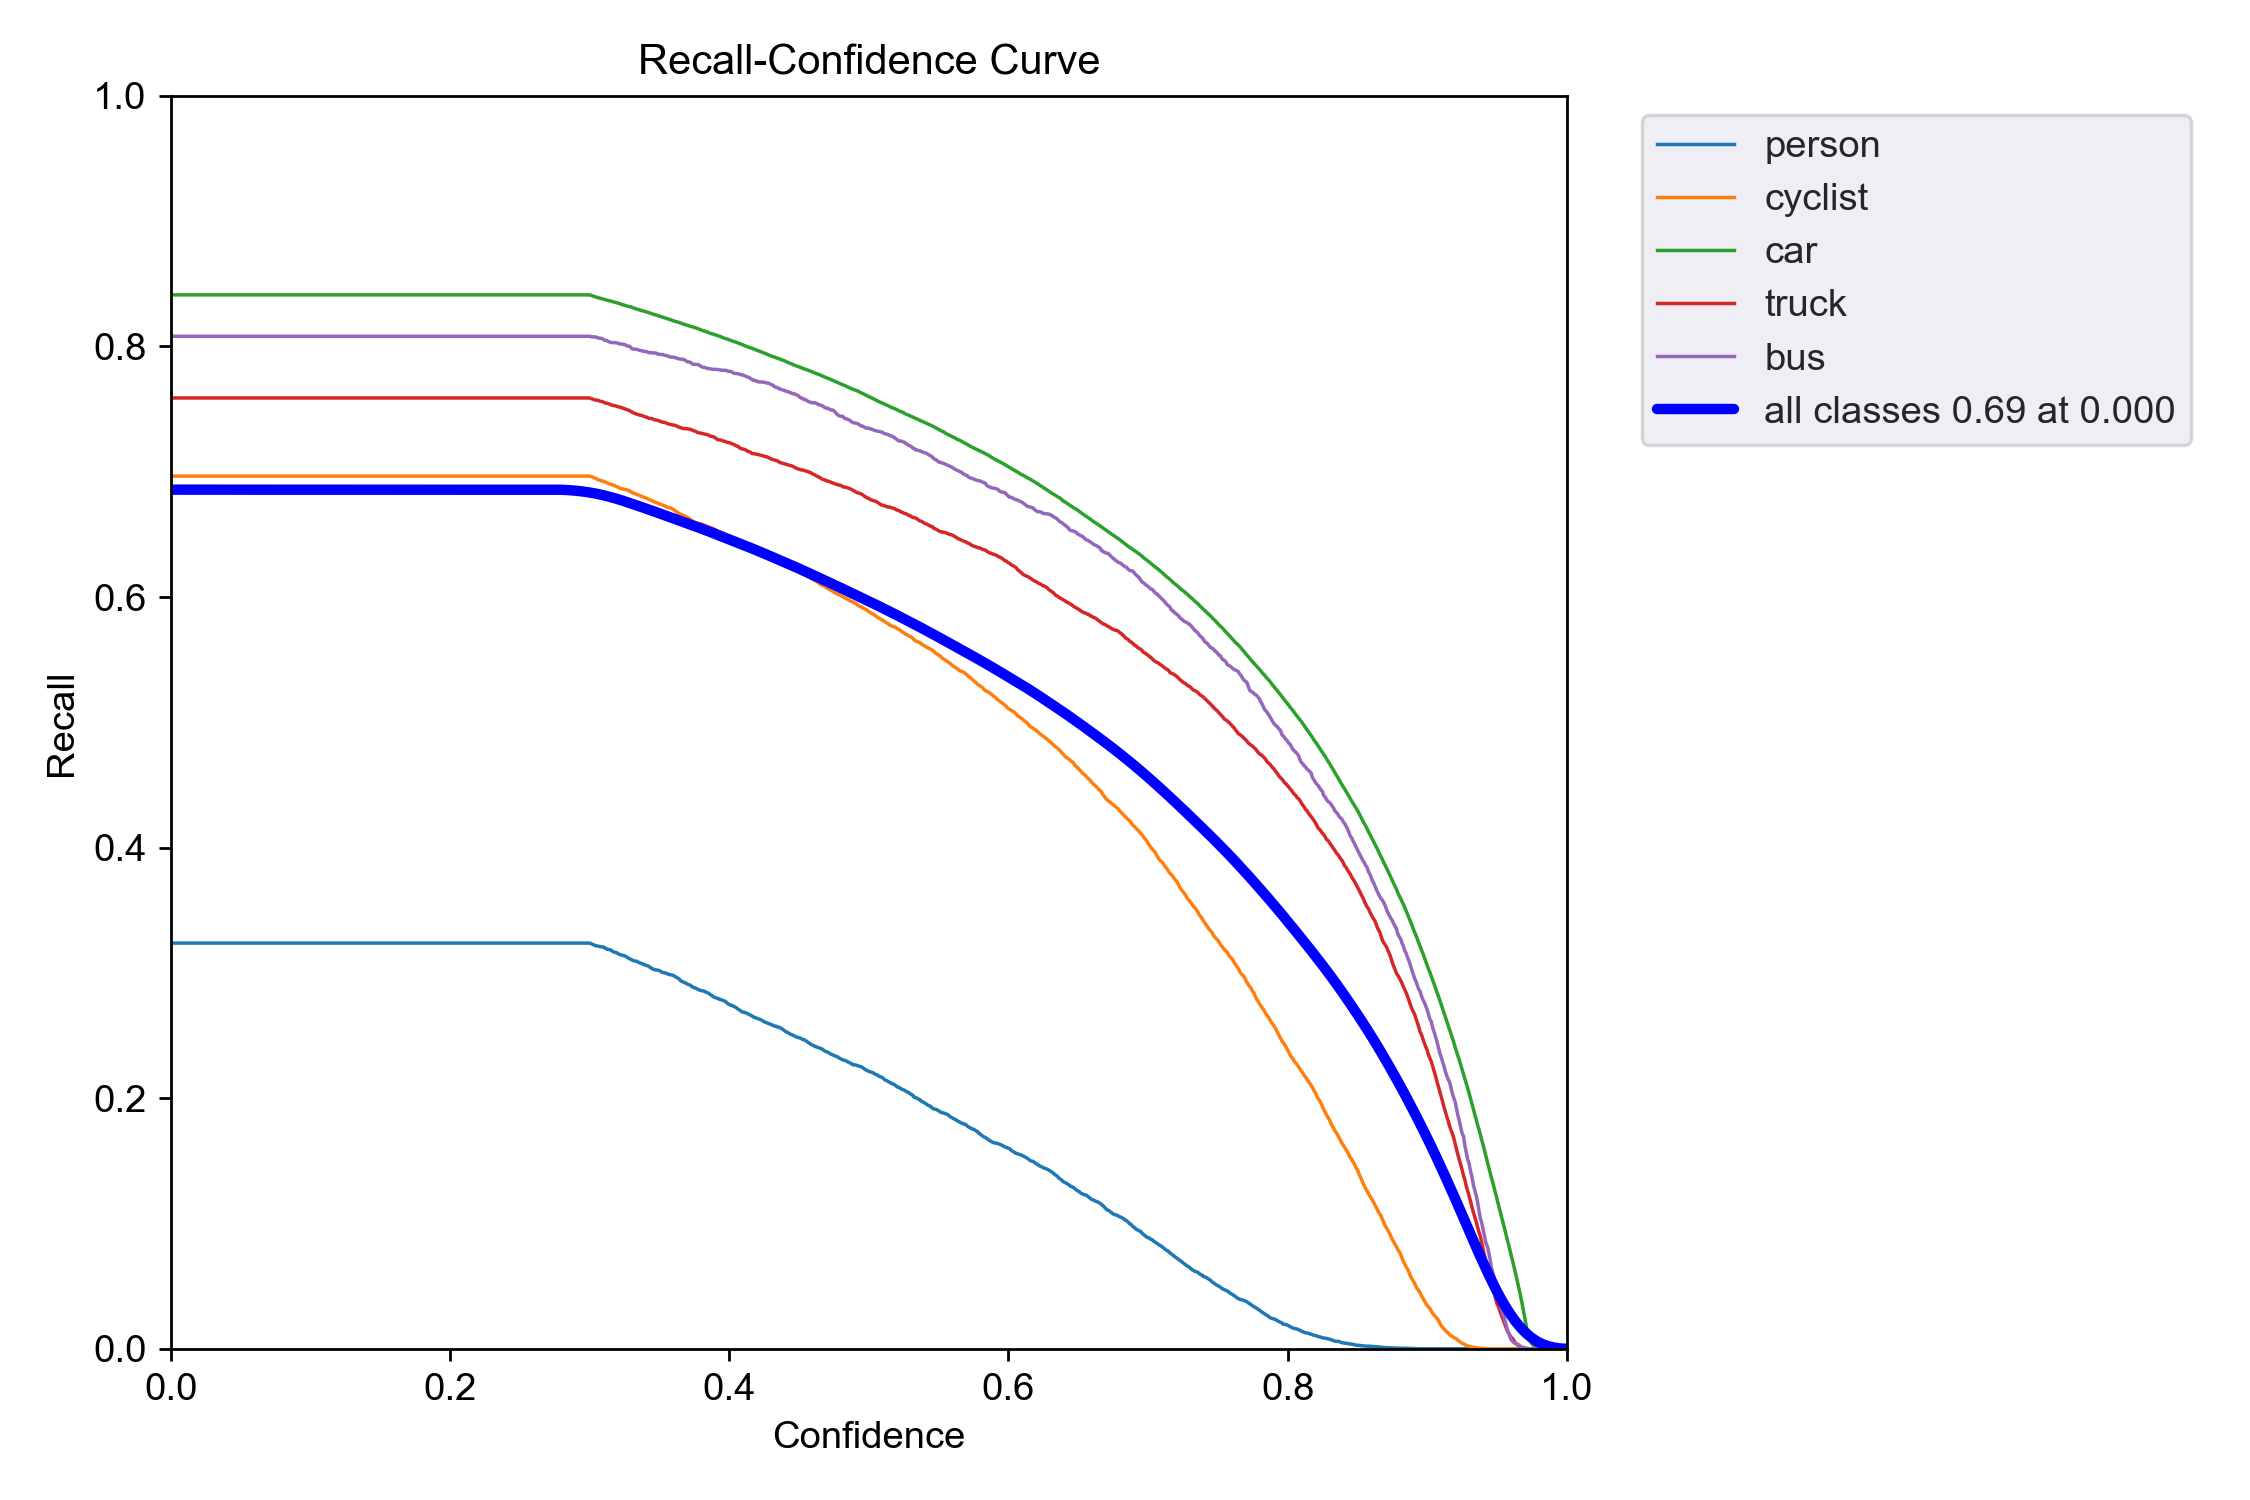 Recall-Confidence Curve
1.0
0.8
0.6
0.4
0.2
0.0
Recall
0.0 0.2 0.4 0.6 0.8 1.0
Confidence
person
cyclist
car
truck
bus
all classes 0.69 at 0.000